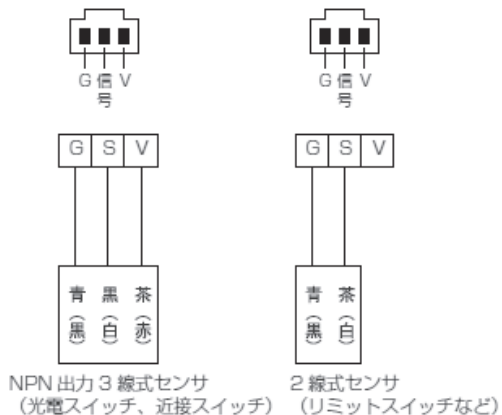 G 信号 V
G 信号 V
G S V
G S V
青（黒） 黒（白） 茶（赤）
青（黒） 茶（白）
NPN 出力 3 線式センサ
（光電スイッチ、近接スイッチ）
2 線式センサ
（リミットスイッチなど）